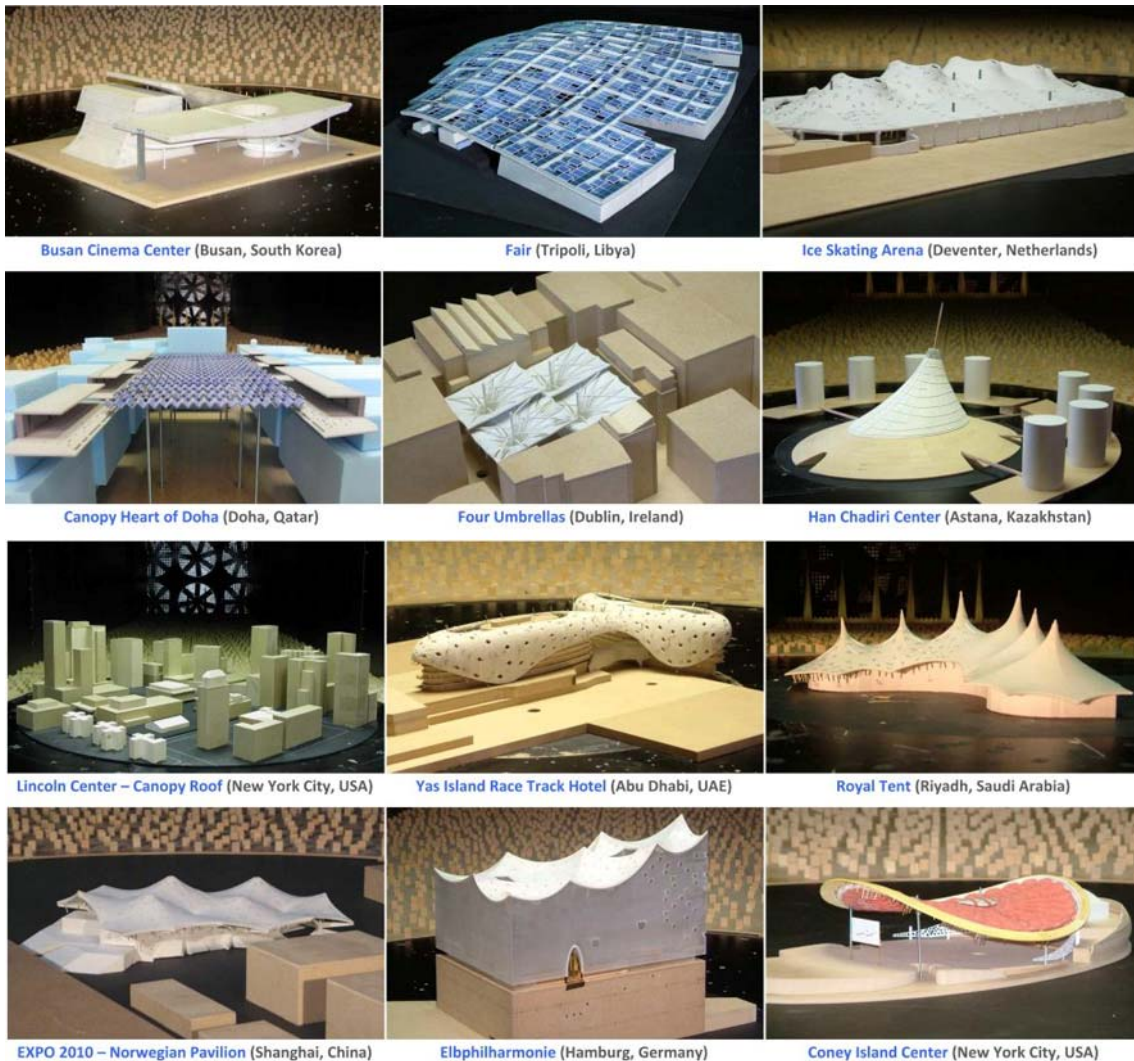 Busan Cinema Center (Busan, South Korea)
Fair (Tripoli, Libya)
Ice Skating Arena (Deventer, Netherlands)
Canopy Heart of Doha (Doha, Qatar)
Four Umbrellas (Dublin, Ireland)
Han Chadiri Center (Astana, Kazakhstan)
Lincoln Center – Canopy Roof (New York City, USA)
Yas Island Race Track Hotel (Abu Dhabi, UAE)
Royal Tent (Riyadh, Saudi Arabia)
EXPO 2010 – Norwegian Pavilion (Shanghai, China)
Elbphilharmonie (Hamburg, Germany)
Coney Island Center (New York City, USA)